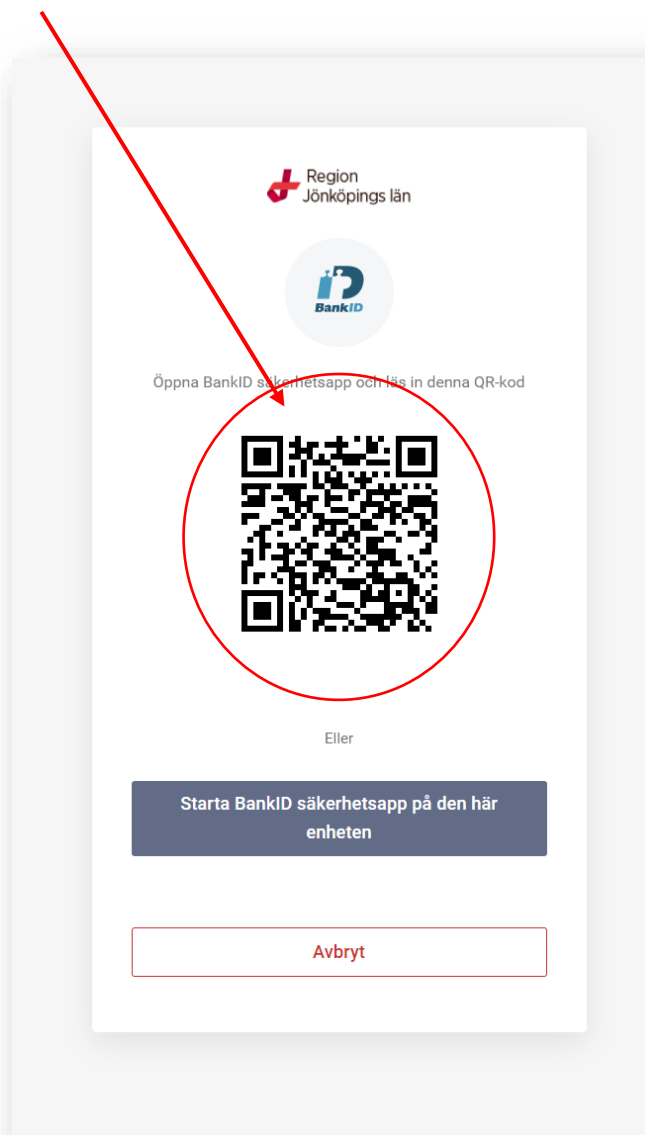 Region
Jönköpings län
BankID
Öppna BankID säkerhetsapp och läs in denna QR-kod
Eller
Starta BankID säkerhetsapp på den här
enheten
Avbryt